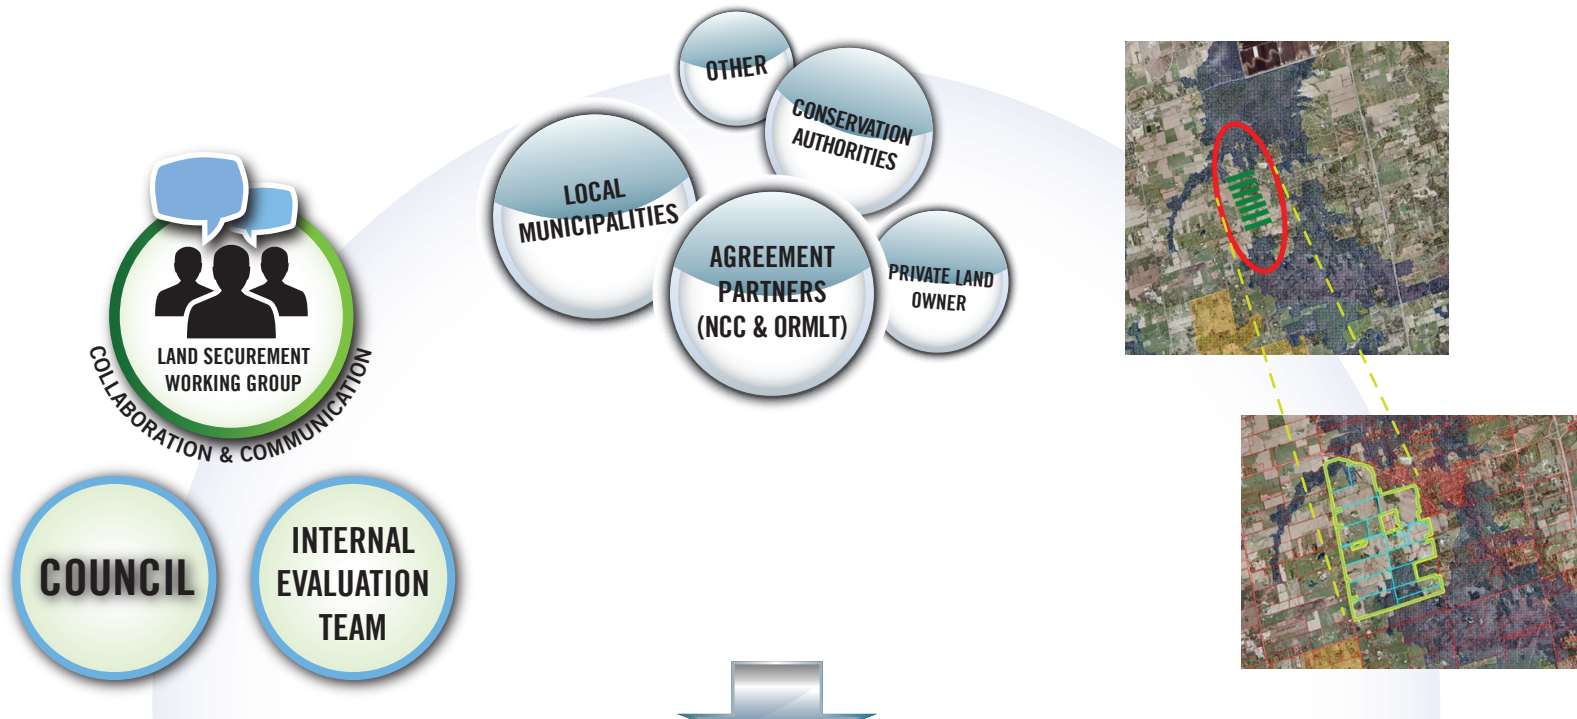 OTHER
CONSERVATION
AUTHORITIES
LOCAL
MUNICIPALITIES
AGREEMENT
PARTNERS
(NCC & ORMLT)
PRIVATE LAND
OWNER
LAND SECUREMENT
WORKING GROUP
COLLABORATION & COMMUNICATION
COUNCIL
INTERNAL
EVALUATION
TEAM